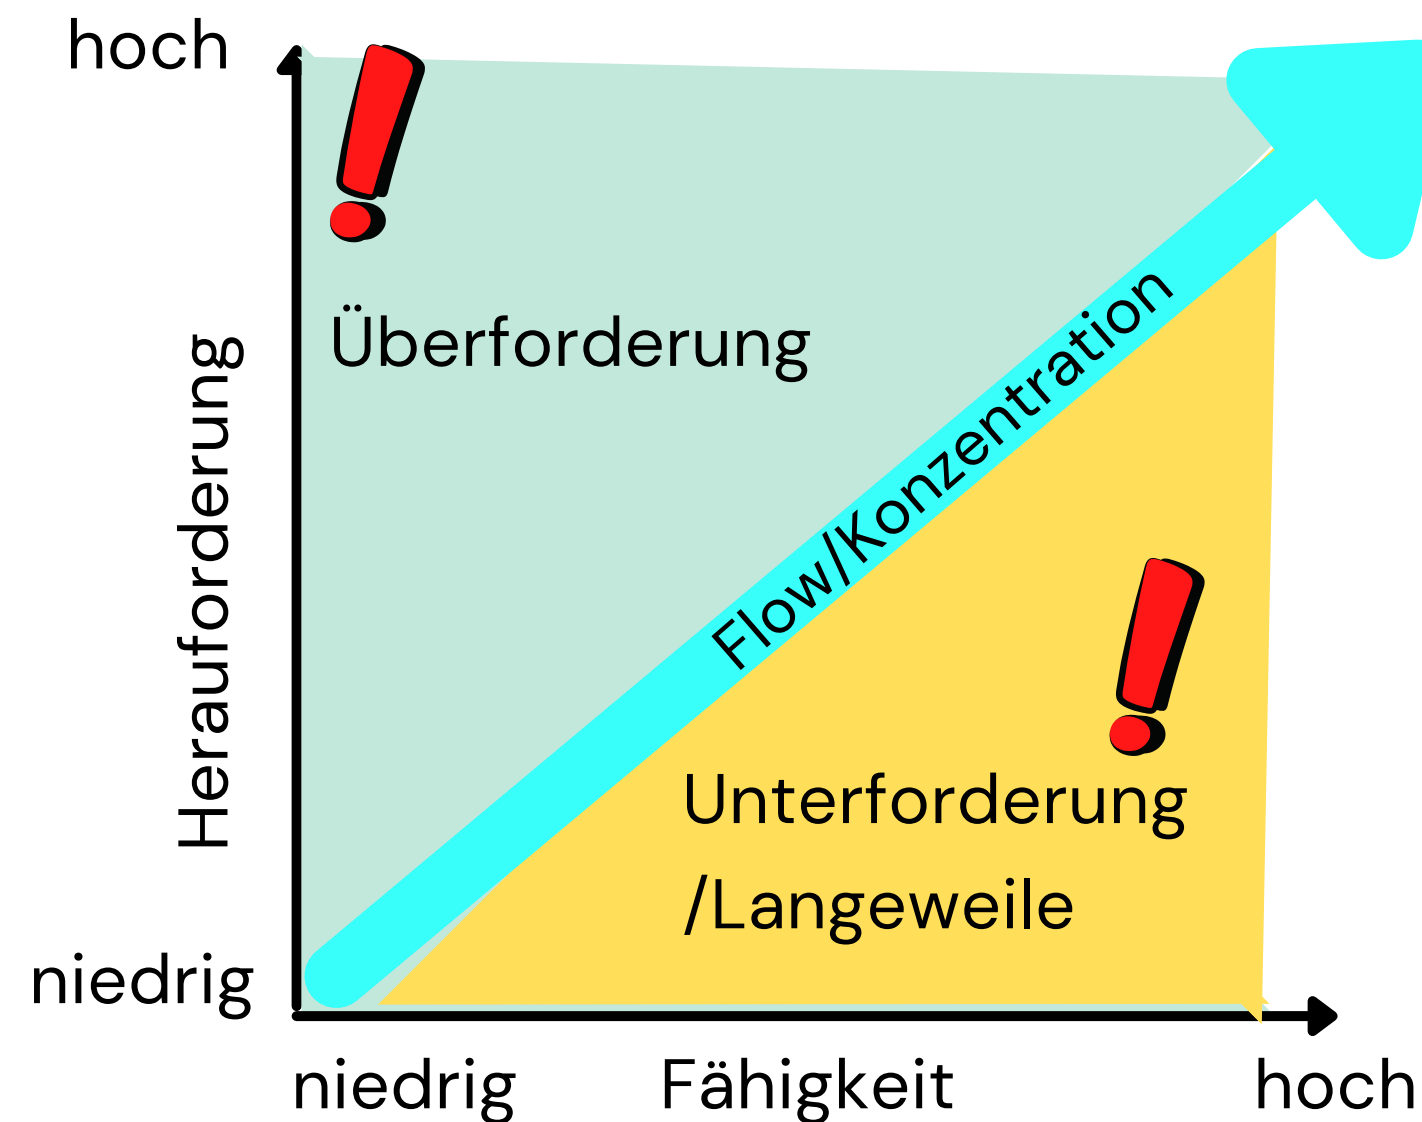 hoch
Überforderung
Herauforderung
Flow/Konzentration
Unterforderung
/Langeweile
niedrig
niedrig
Fähigkeit
hoch